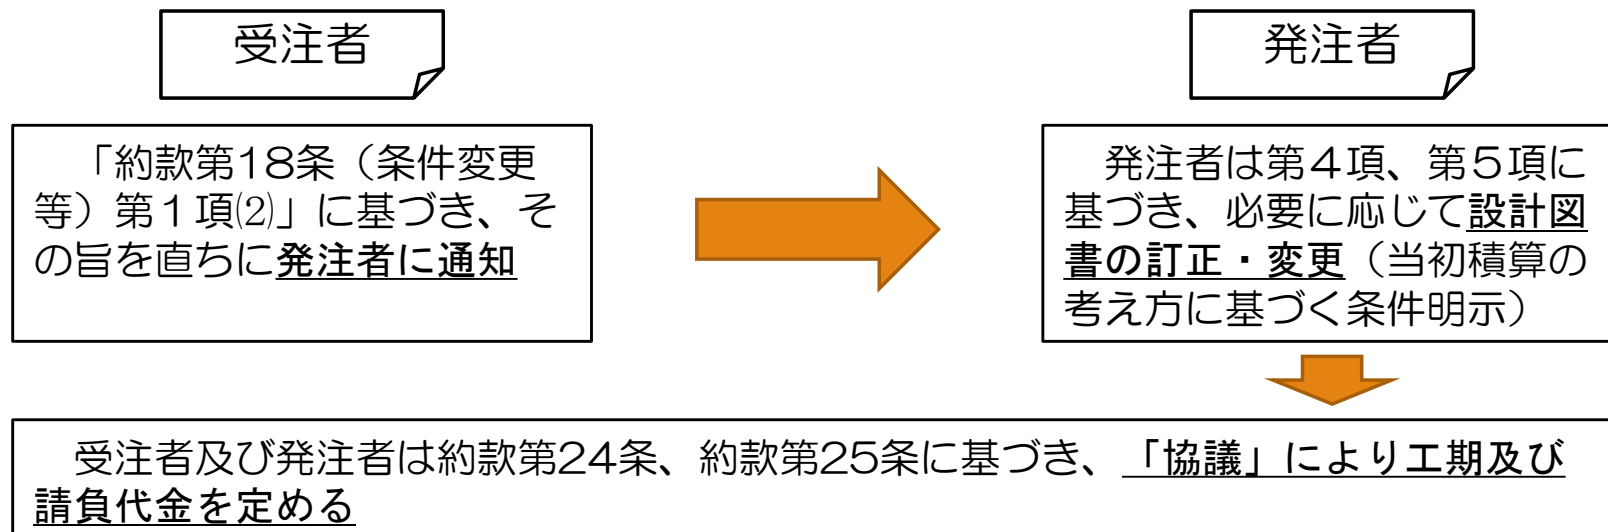 受注者
「約款第18条（条件変更
等）第１項⑵」に基づき、そ
の旨を直ちに発注者に通知
発注者
発注者は第４項、第５項に
基づき、必要に応じて設計図
書の訂正・変更（当初積算の
考え方に基づく条件明示）
受注者及び発注者は約款第24条、約款第25条に基づき、「協議」により工期及び
請負代金を定める